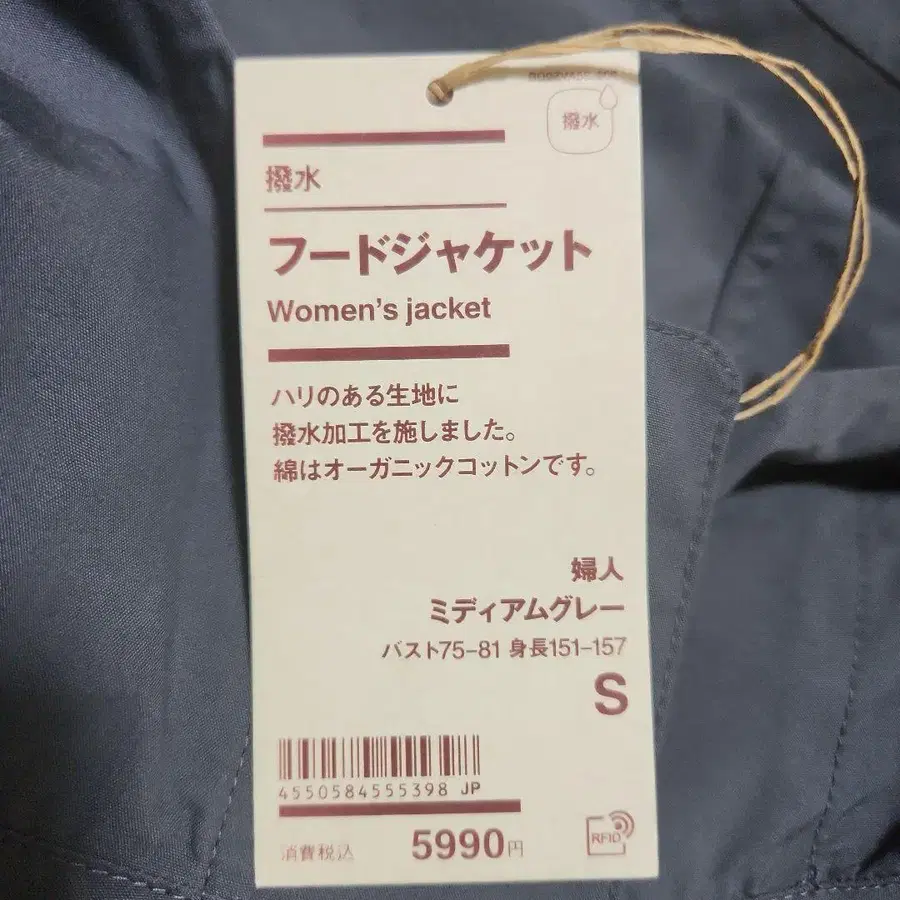 撥水
撥水
フードジャケット
Women's jacket
ハリのある生地に
撥水加工を施しました。
綿はオーガニックコットンです。
婦人
ミディアムグレー
バスト75-81 身長151-157
S
4550584555398 JP
消費税込 5990円
RFID